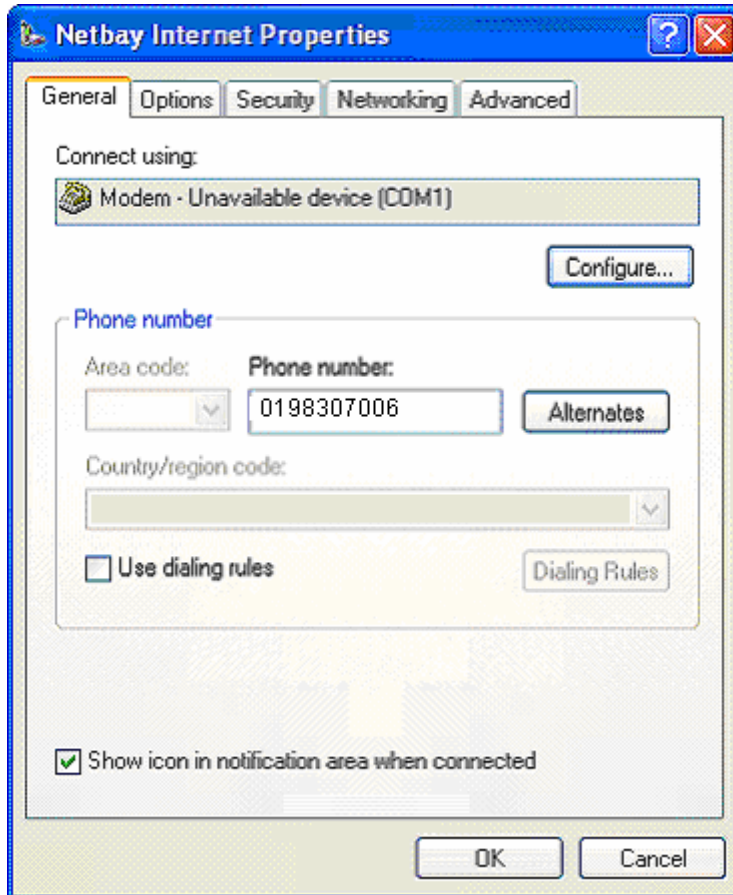 Netbay Internet Properties
General Options Security Networking Advanced
Connect using:
Modem - Unavailable device (COM1)
Configure...
Phone number
Area code: Phone number:
0198307006 Alternates
Country/region code:
Use dialing rules Dialing Rules
Show icon in notification area when connected
OK Cancel